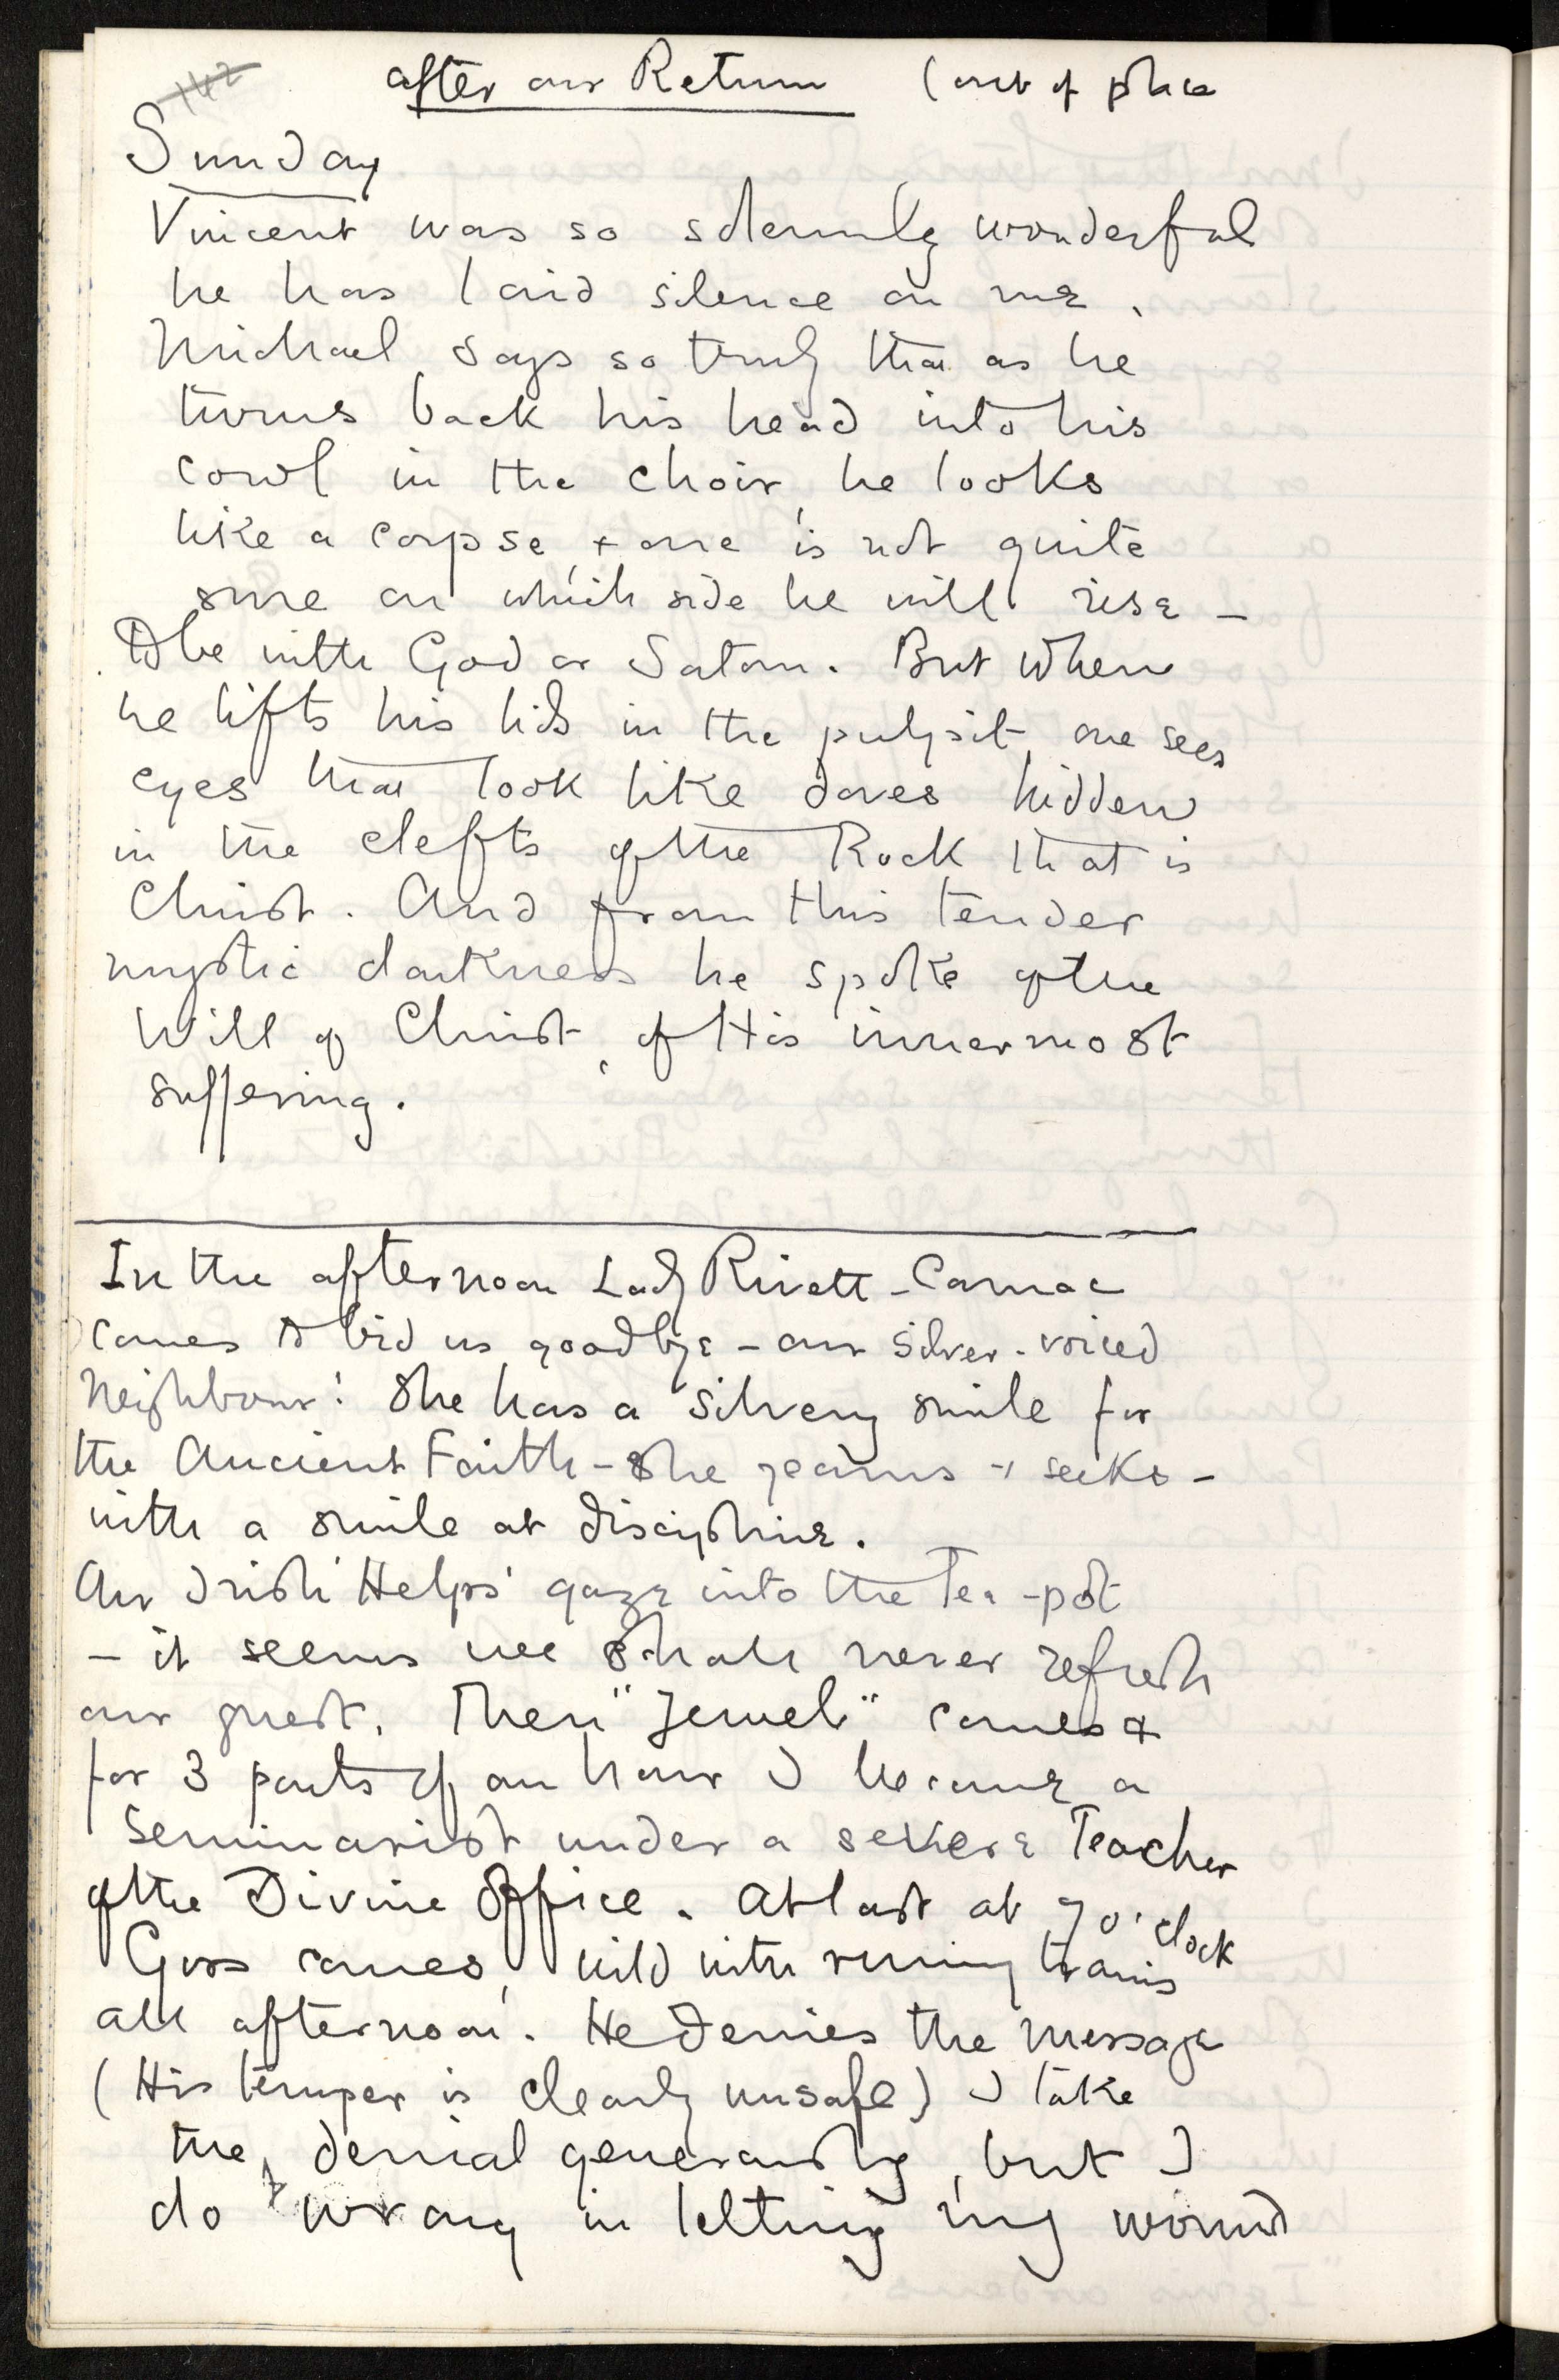 142
after our Return (out of place
Sunday
Vincent was so solemnly wonderful
he has laid silence on me.
Michael says so truly that as he
turns back his head into his
cowl in the choir, he looks
like a corpse, + one is not quite
sure on which side he will rise -
to be with God or Satan. But when
he lifts his lids in the pulpit, one sees
eyes that look like doves hidden
in the clefts of the Rock that is
Christ. And from this tender
mystic darkness he spoke of the
Will of Christ, of His innermost
suffering.
In the afternoon Lady Rivett-Carnac
comes to bid us goodbye - our silver-voiced
Neighbour! She has a silvery smile for
the Ancient Faith - she yearns + seeks -
with a smile at discipline.
Our Irish 'Helps' gaze into the Tea-pot
- it seems we shall never refresh
our guest. Then "Jewel" comes +
for 3 parts of an hour I become a
Seminarist under a severe Teacher
of the Divine Office. At last at 7 o'clock
Goss comes, wild with running trams
all afternoon. He denies the message
(His temper is clearly unsafe) I take
the denial generously, but I
do wrong in letting my wound